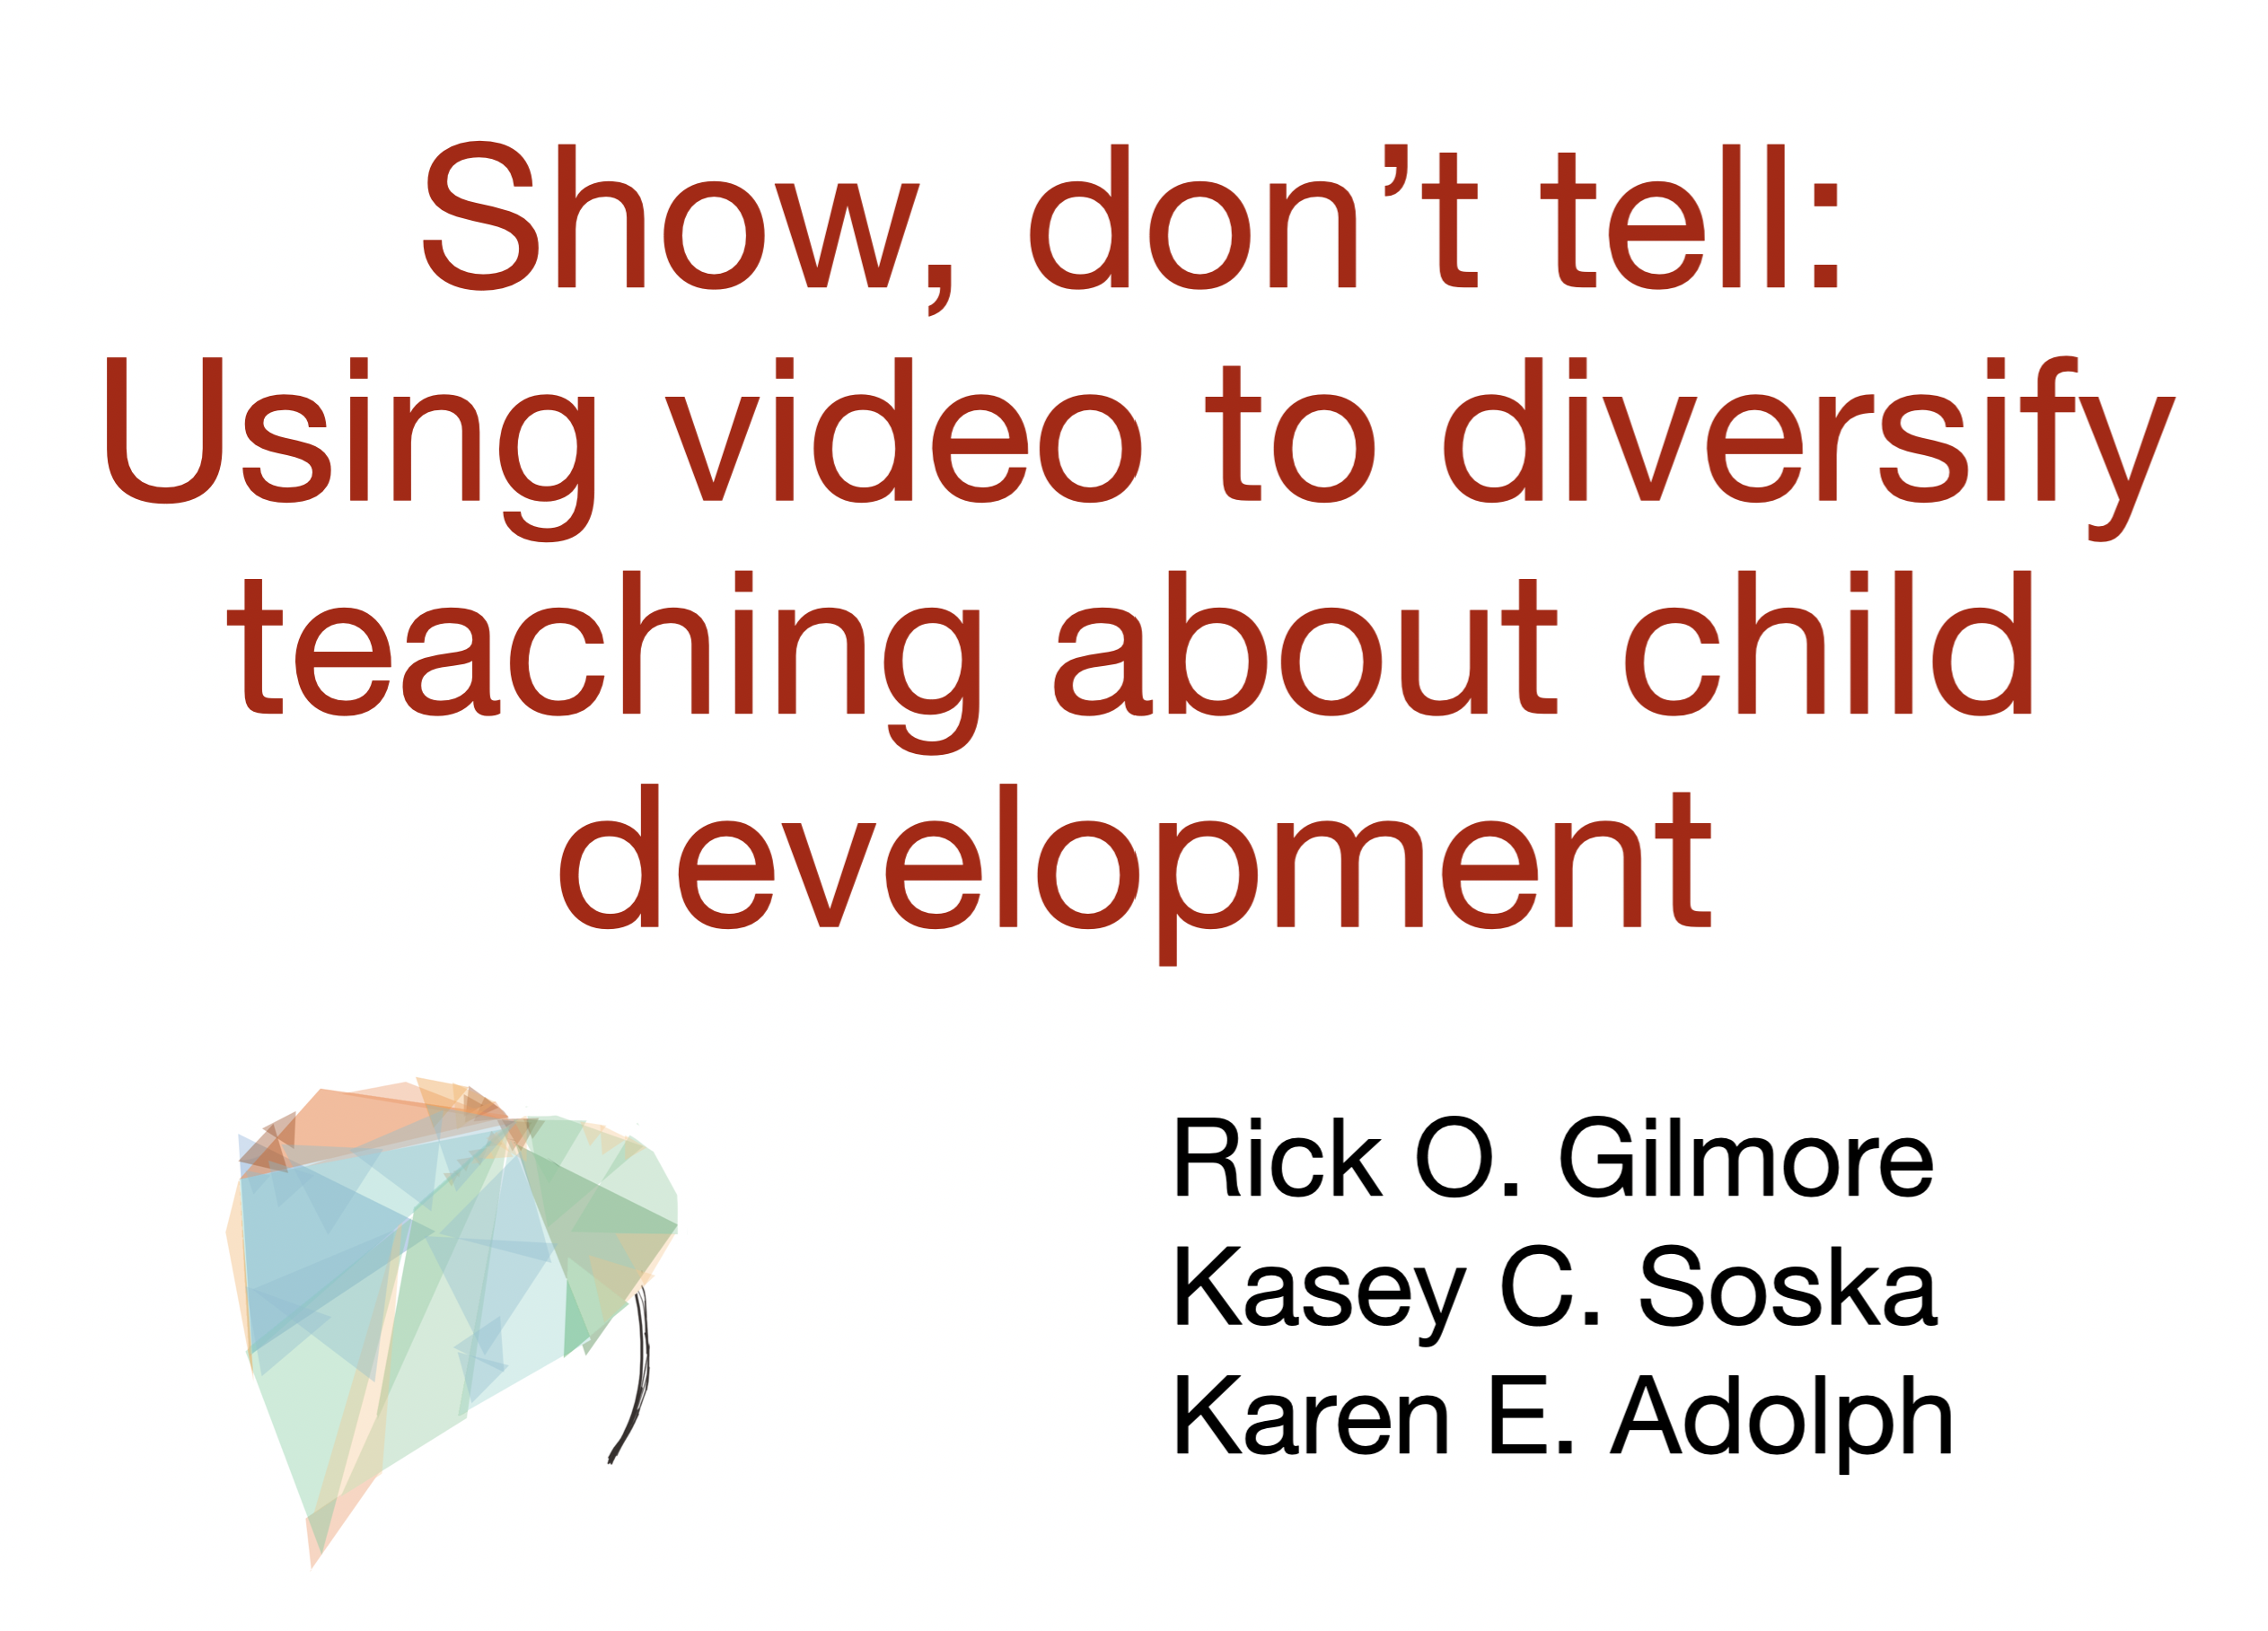 Show, don’t tell:
Using video to diversify
teaching about child
development
Rick O. Gilmore
Kasey C. Soska
Karen E. Adolph